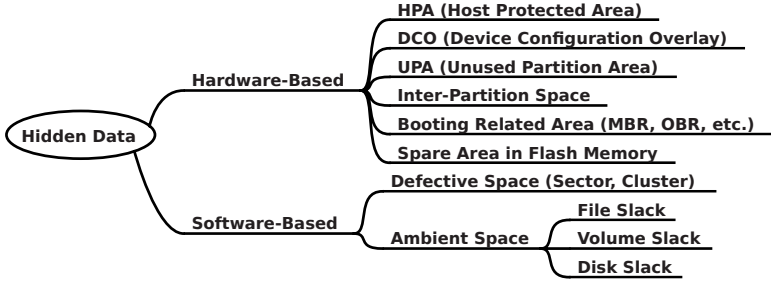 Hidden Data
Hardware-Based
HPA (Host Protected Area)
DCO (Device Configuration Overlay)
UPA (Unused Partition Area)
Inter-Partition Space
Booting Related Area (MBR, OBR, etc.)
Spare Area in Flash Memory
Software-Based
Defective Space (Sector, Cluster)
Ambient Space
File Slack
Volume Slack
Disk Slack